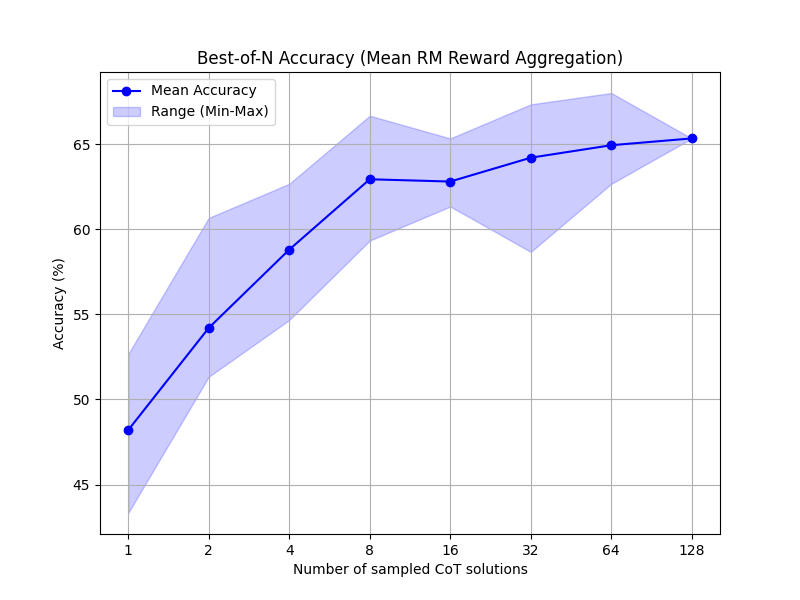 Best-of-N Accuracy (Mean RM Reward Aggregation)
Mean Accuracy
Range (Min-Max)
Accuracy (%)
65
60
55
50
45
1 2 4 8 16 32 64 128
Number of sampled CoT solutions